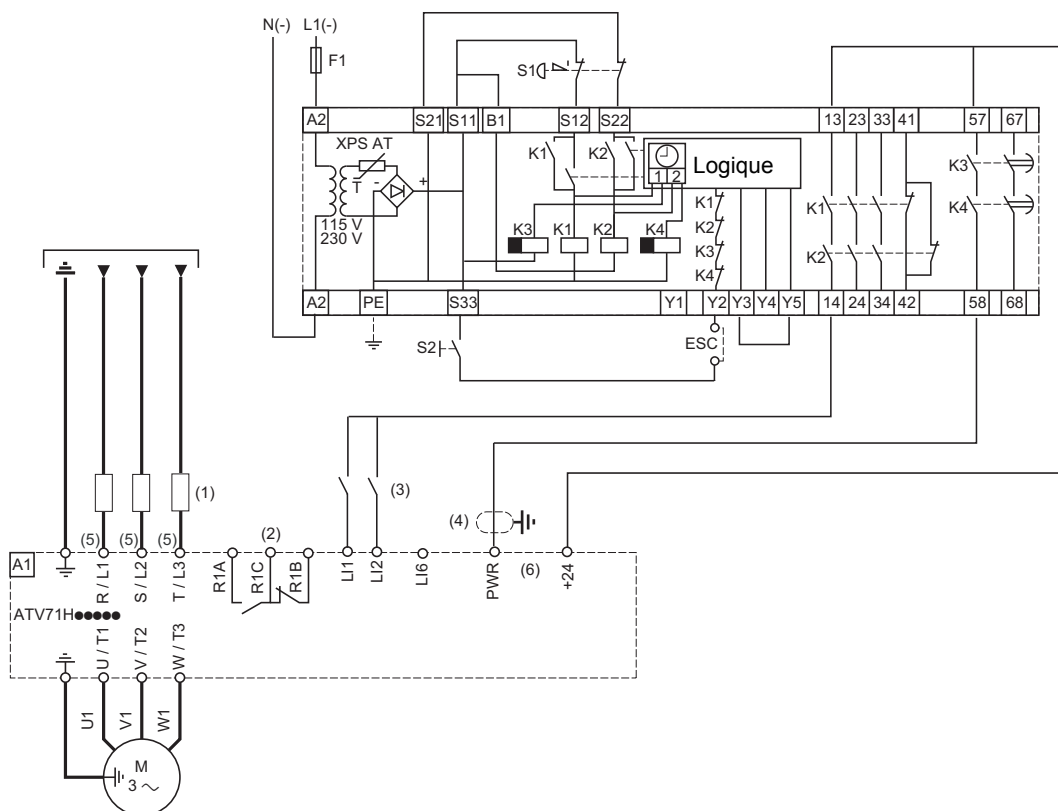 N(-) L1(-)
F1
S1
A2 S21 S11 B1 S12 S22 13 23 33 41 57 67
XPS AT
T
-
+
115 V
230 V
K1 K2
1 2
Logique
K3 K1 K2 K4
K1
K2
K3
K4
K1
K2
K3
K4
A2 PE S33 Y1 Y2 Y3 Y4 Y5 14 24 34 42 58 68
S2
ESC
(1)
(2)
(3)
(4)
(5) (5) (5)
(6)
A1
R / L1
S / L2
T / L3
R1A
R1C
R1B
LI1
LI2
LI6
PWR
+24
ATV71H●●●●●
U / T1
V / T2
W / T3
U1
V1
W1
M
3 ~